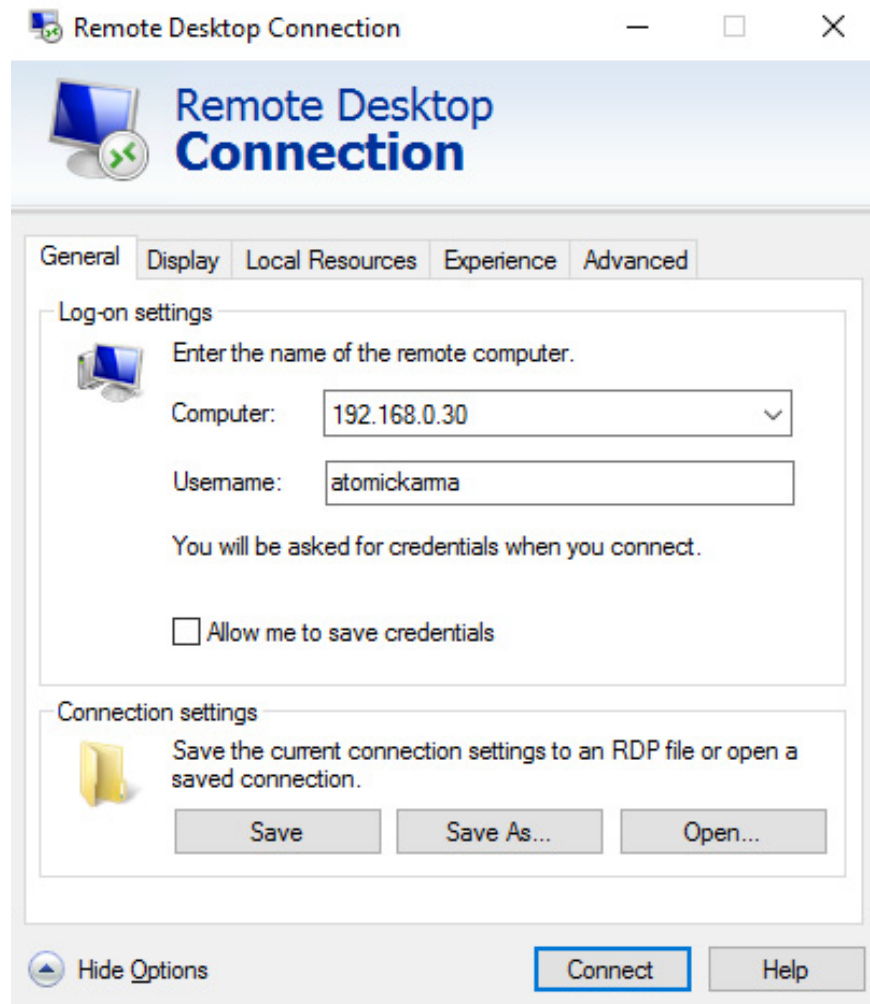 Remote Desktop Connection
Remote Desktop
Connection
General Display Local Resources Experience Advanced
Log-on settings
Enter the name of the remote computer.
Computer: 192.168.0.30
Username: atomickarma
You will be asked for credentials when you connect.
Allow me to save credentials
Connection settings
Save the current connection settings to an RDP file or open a
saved connection.
Save Save As... Open...
Hide Options Connect Help